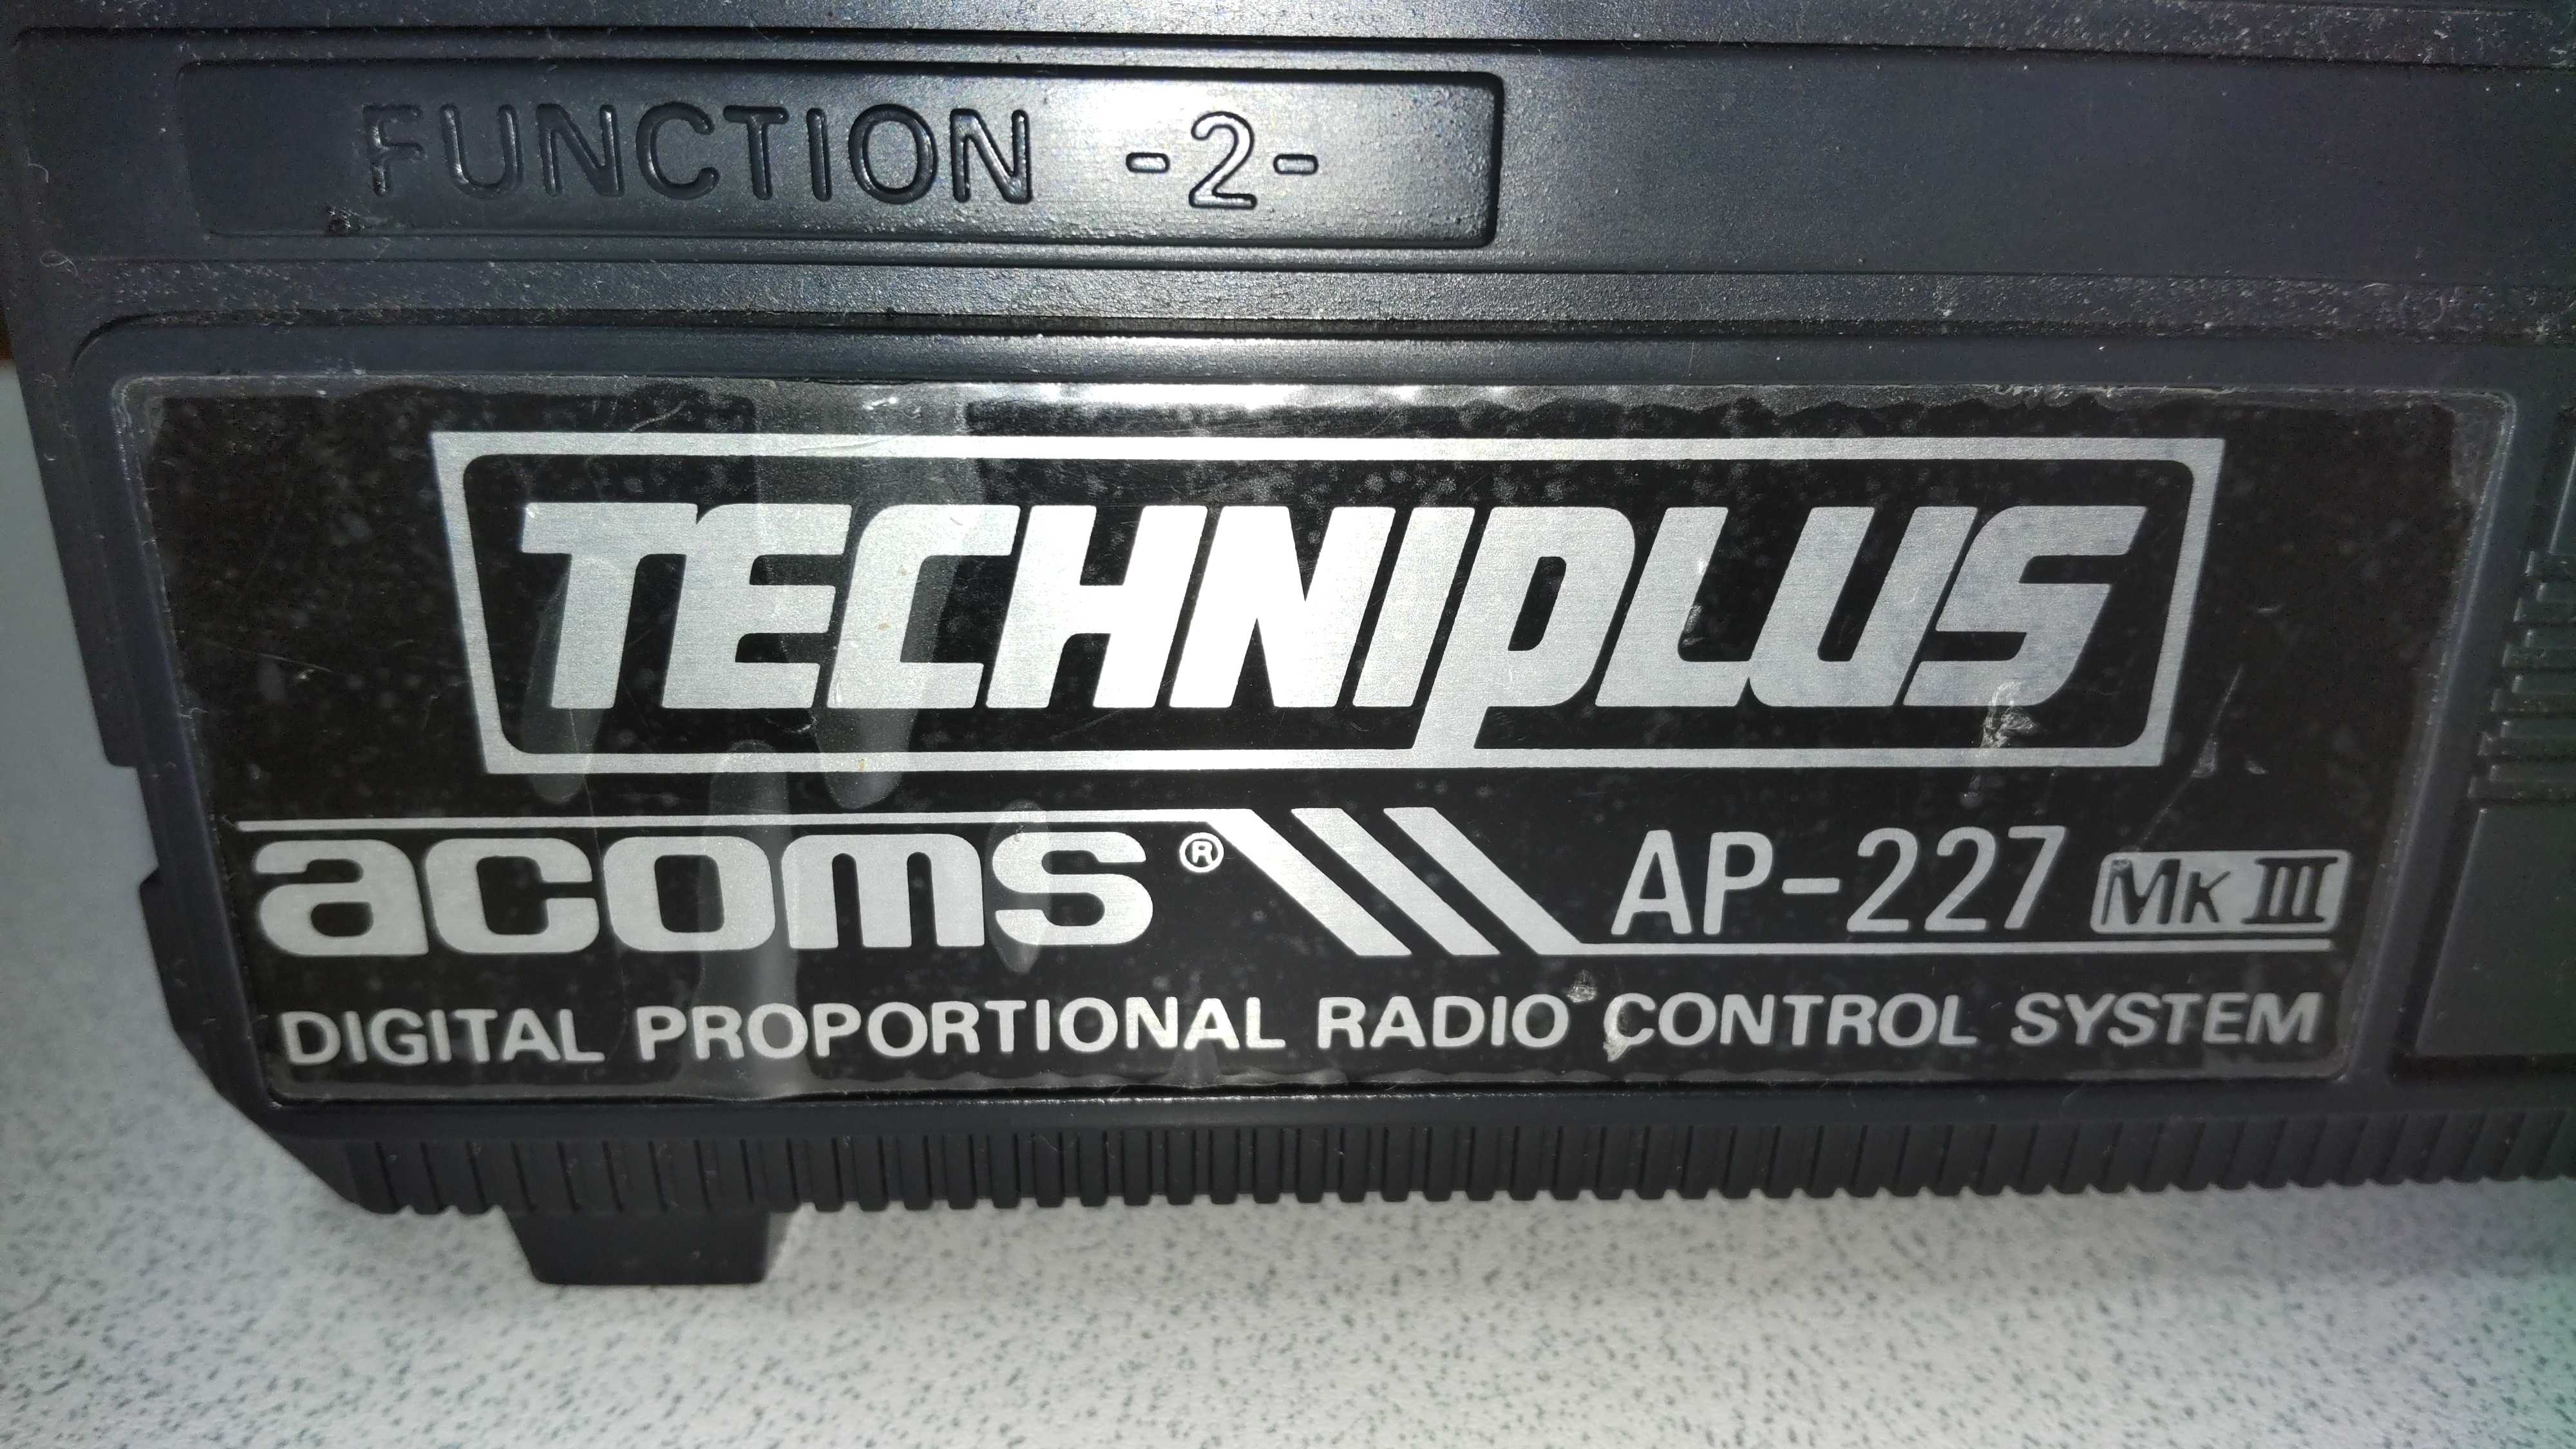 FUNCTION -2-
TECHNIPLUS
acoms® AP-227 MK III
DIGITAL PROPORTIONAL RADIO CONTROL SYSTEM